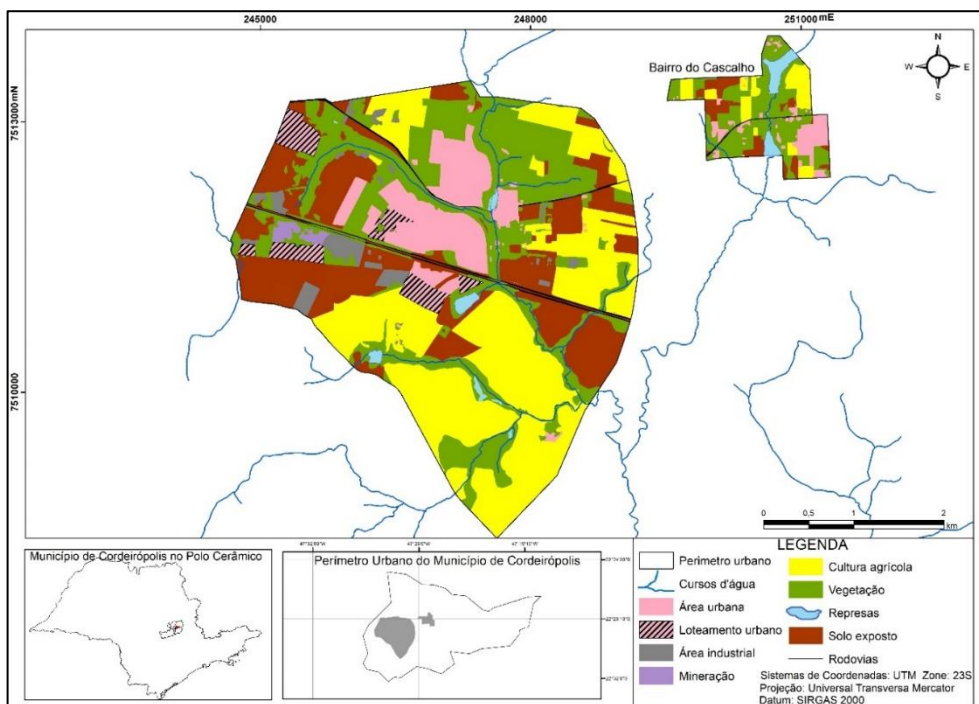 245000
248000
251000 mE
7513000 mN
7510000
Bairro do Cascalho
N
W
E
S
0 0,5 1 2
km
Município de Cordeirópolis no Polo Cerâmico
Perímetro Urbano do Município de Cordeirópolis
LEGENDA
Perímetro urbano
Cursos d'água
Área urbana
Loteamento urbano
Área industrial
Mineração
Cultura agrícola
Vegetação
Represas
Solo exposto
Rodovias
Sistemas de Coordenadas: UTM Zone: 23S
Projeção: Universal Transversa Mercator
Datum: SIRGAS 2000